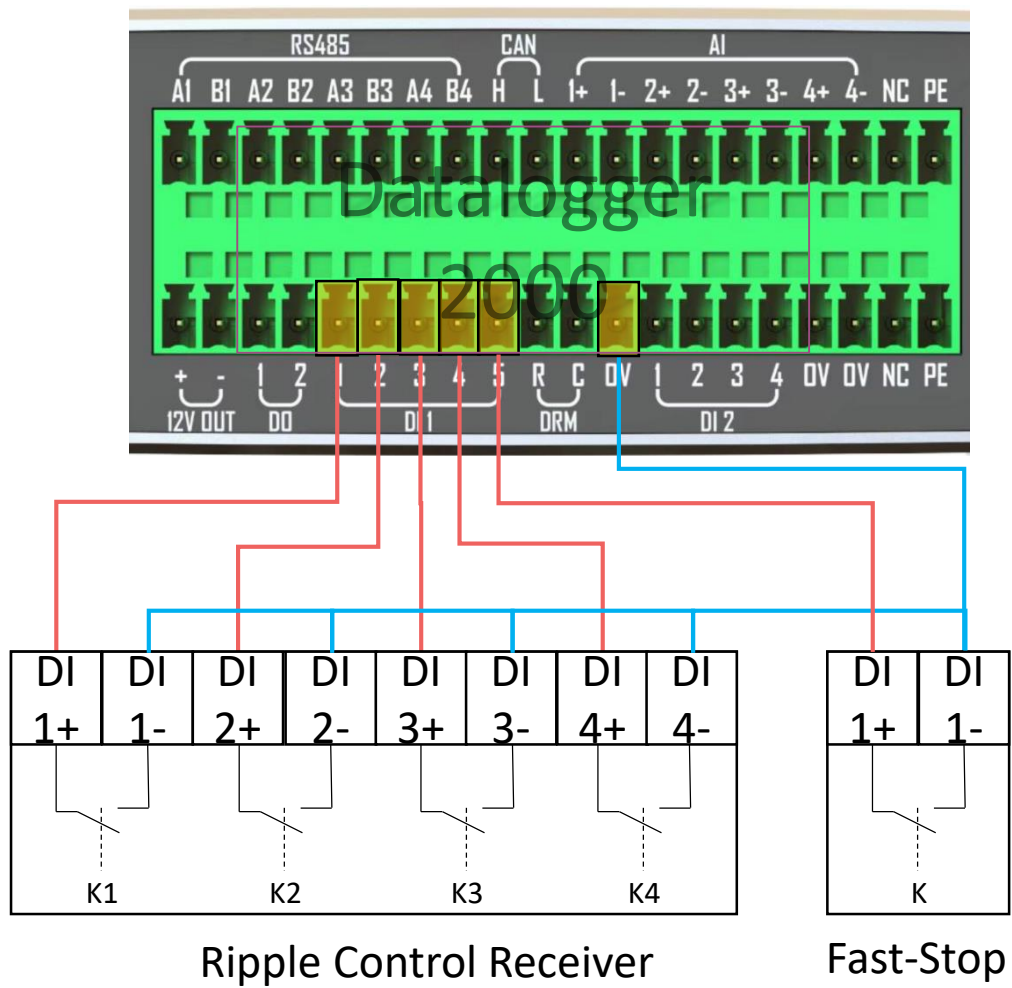 RS485 CAN AI
A1 B1 A2 B2 A3 B3 A4 B4 H L 1+ 1- 2+ 2- 3+ 3- 4+ 4- NC PE
Datalogger
2000
+ - 1 2 1 2 3 4 5 R C 0V 1 2 3 4 0V 0V NC PE
12V OUT DO DI 1 DRM DI 2
DI DI DI DI DI DI DI DI DI DI
1+ 1- 2+ 2- 3+ 3- 4+ 4- 1+ 1-
K1 K2 K3 K4 K
Ripple Control Receiver Fast-Stop